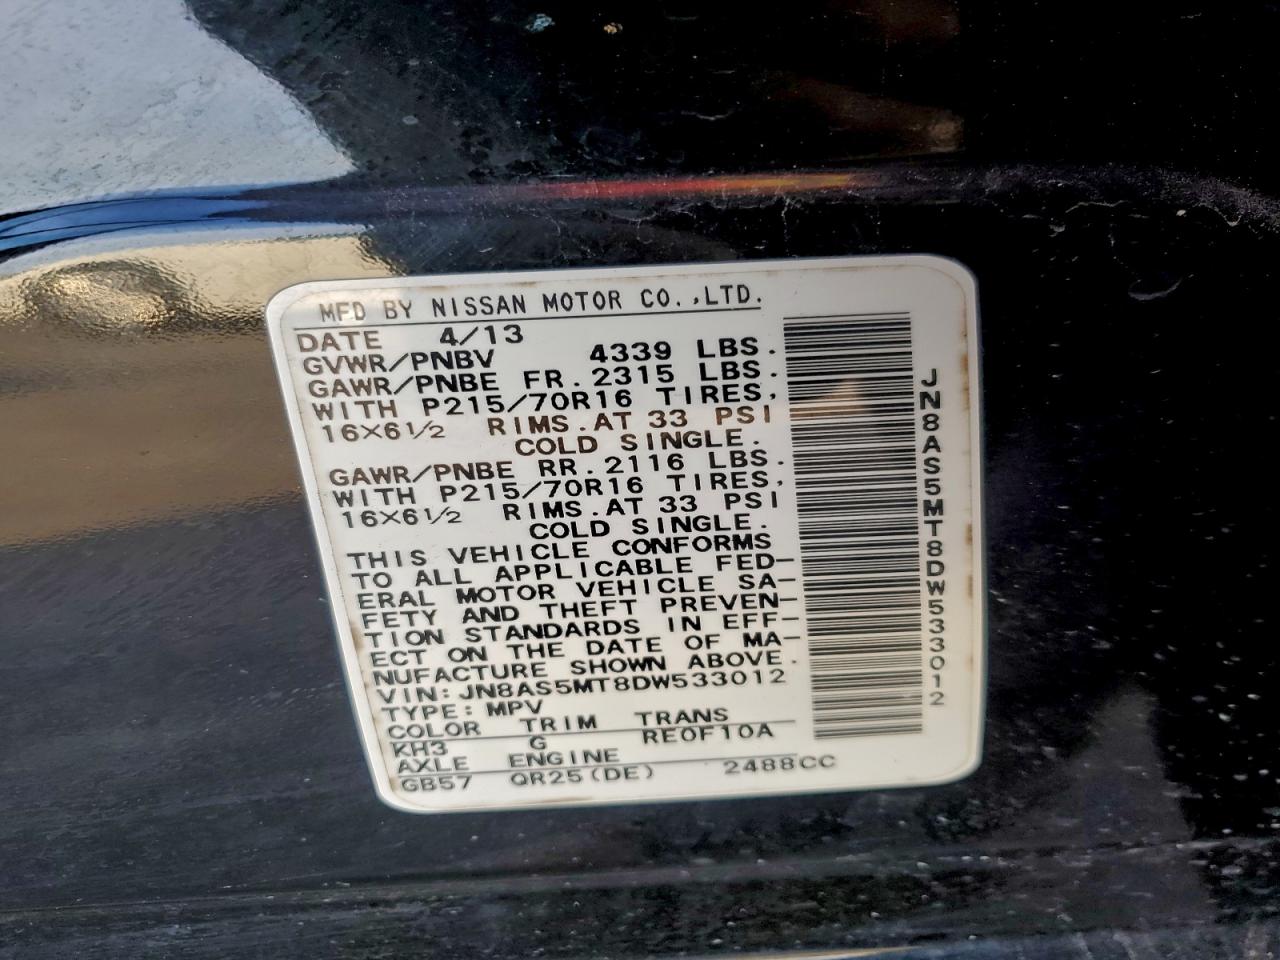 MFD BY NISSAN MOTOR CO.,LTD.
DATE 4/13
GVWR/PNBV 4339 LBS.
GAWR/PNBE FR. 2315 LBS.
WITH P215/70R16 TIRES,
16×6½ RIMS. AT 33 PSI
COLD SINGLE.
GAWR/PNBE RR. 2116 LBS.
WITH P215/70R16 TIRES,
16×6½ RIMS. AT 33 PSI
COLD SINGLE.
THIS VEHICLE CONFORMS
TO ALL APPLICABLE FED-
ERAL MOTOR VEHICLE SA-
FETY AND THEFT PREVEN-
TION STANDARDS IN EFF-
ECT ON THE DATE OF MA-
NUFACTURE SHOWN ABOVE.
VIN: JN8AS5MT8DW533012
TYPE: MPV
COLOR TRIM TRANS
KH3 G RE0F10A
AXLE ENGINE
GB57 QR25(DE) 2488CC
JN8AS5MT8DW533012